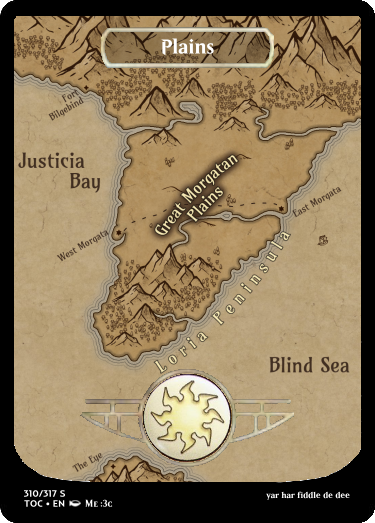 Plains
Fort
Bilgebind
Justicia
Bay
Great Morgatan
Plains
East Morgata
West Morgata
Loria Peninsula
Blind Sea
The Eye
310/317 S
TOC • EN Me :3c
yar har fiddle de dee